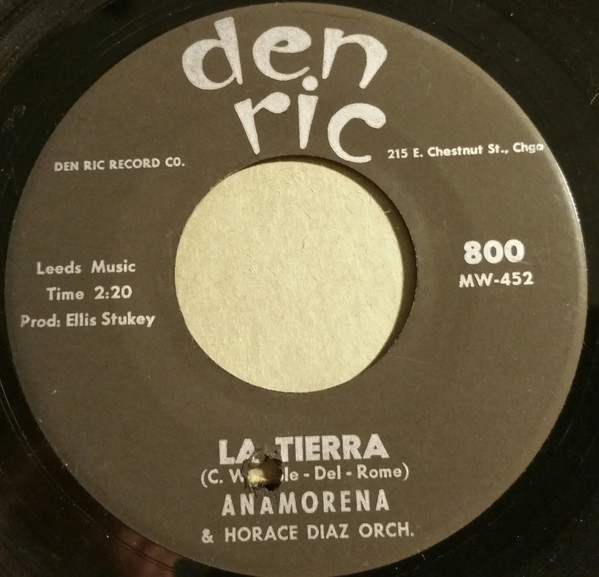 den
ric
DEN RIC RECORD CO.
215 E. Chestnut St., Chgo
Leeds Music
Time 2:20
Prod: Ellis Stukey
800
MW-452
LA TIERRA
(C. - Del - Rome)
ANAMORENA
& HORACE DIAZ ORCH.